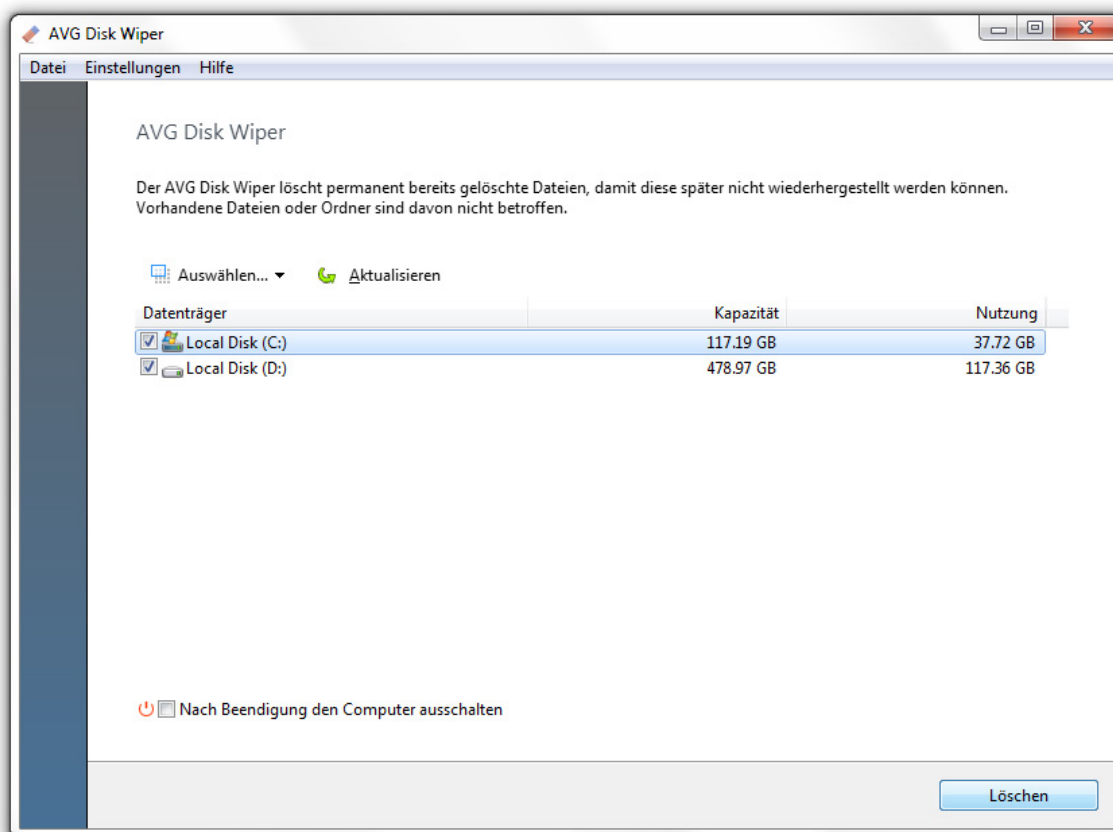 AVG Disk Wiper
Datei Einstellungen Hilfe
AVG Disk Wiper
Der AVG Disk Wiper löscht permanent bereits gelöschte Dateien, damit diese später nicht wiederhergestellt werden können.
Vorhandene Dateien oder Ordner sind davon nicht betroffen.
Auswählen... Aktualisieren
Datenträger Kapazität Nutzung
Local Disk (C:) 117.19 GB 37.72 GB
Local Disk (D:) 478.97 GB 117.36 GB
Nach Beendigung den Computer ausschalten
Löschen